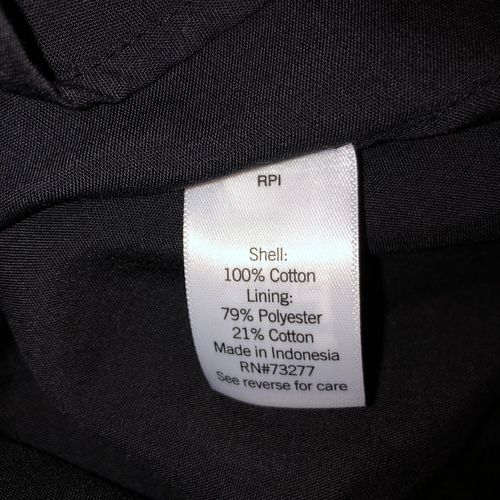 RPI
Shell:
100% Cotton
Lining:
79% Polyester
21% Cotton
Made in Indonesia
RN#73277
See reverse for care